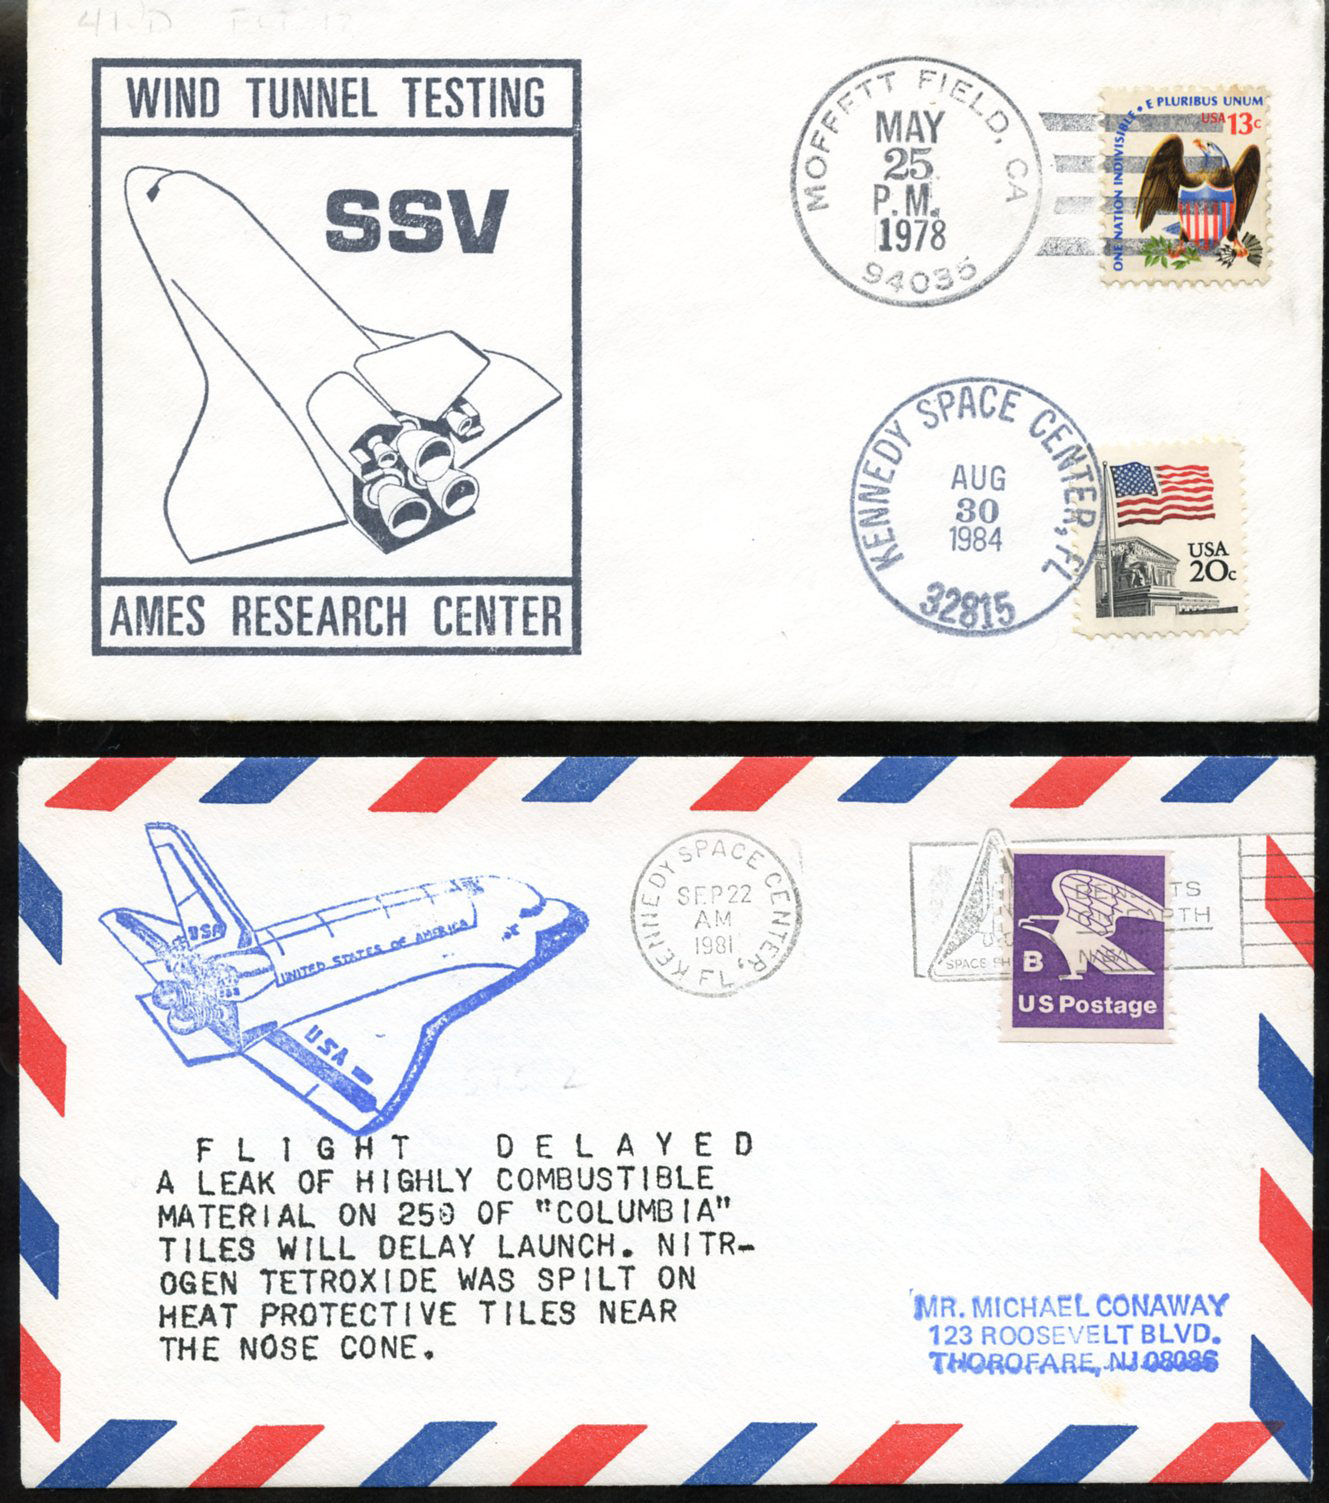 WIND TUNNEL TESTING
SSV
AMES RESEARCH CENTER
MOFFETT FIELD, CA
MAY
25
P.M.
1978
94035
ONE NATION INDIVISIBLE • E PLURIBUS UNUM
USA 13c
KENNEDY SPACE CENTER, FL
AUG
30
1984
32815
USA
20c
USA
UNITED STATES OF AMERICA
USA
KENNEDY SPACE CENTER,
SEP 22
AM
1981
FL
SPACE SH
NASA
B
US Postage
FLIGHT DELAYED
A LEAK OF HIGHLY COMBUSTIBLE
MATERIAL ON 250 OF "COLUMBIA"
TILES WILL DELAY LAUNCH. NITR-
OGEN TETROXIDE WAS SPILT ON
HEAT PROTECTIVE TILES NEAR
THE NOSE CONE.
MR. MICHAEL CONAWAY
123 ROOSEVELT BLVD.
THOROFARE, NJ 08086